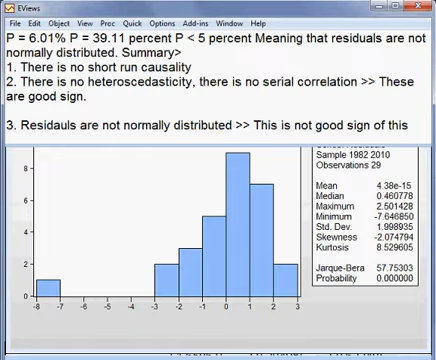 EViews
File Edit Object View Proc Quick Options Add-ins Window Help
P = 6.01% P = 39.11 percent P < 5 percent Meaning that residuals are not
normally distributed. Summary>
1. There is no short run causality
2. There is no heteroscedasticity, there is no serial correlation >> These
are good sign.
3. Residauls are not normally distributed >> This is not good sign of this
Sample 1982 2010
Observations 29
Mean 4.38e-15
Median 0.460778
Maximum 2.501428
Minimum -7.646850
Std. Dev. 1.998935
Skewness -2.074794
Kurtosis 8.529605
Jarque-Bera 57.75303
Probability 0.000000
8
6
4
2
0
-8 -7 -6 -5 -4 -3 -2 -1 0 1 2 3